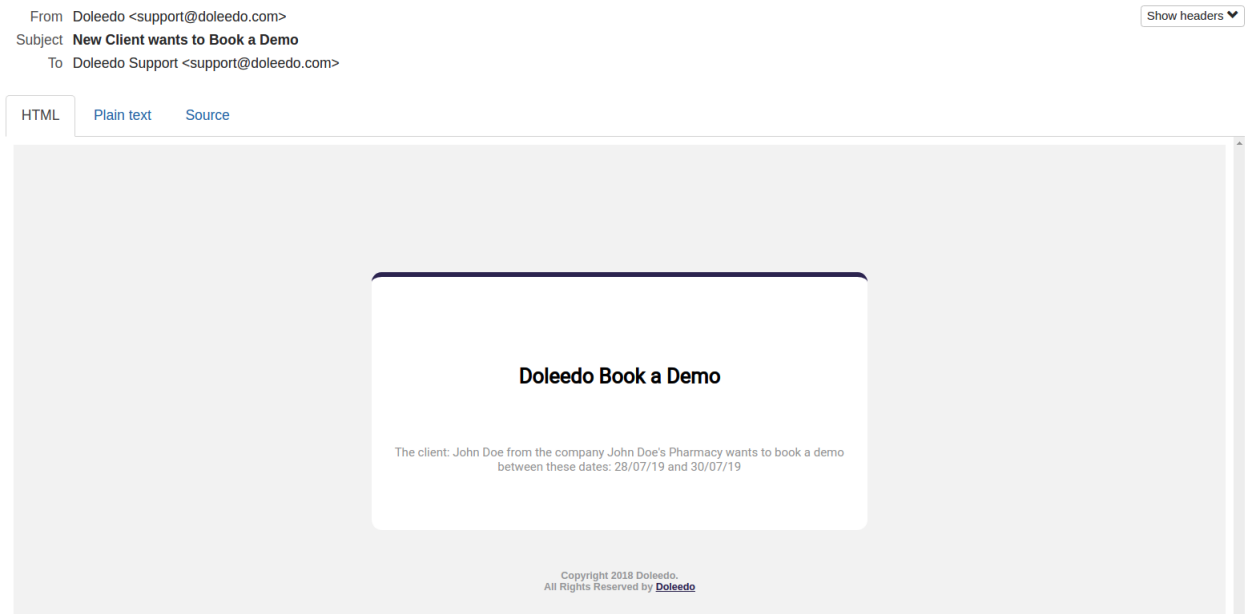 From Doleedo <support@doleedo.com>
Show headers
Subject New Client wants to Book a Demo
To Doleedo Support <support@doleedo.com>
HTML Plain text Source
Doleedo Book a Demo
The client: John Doe from the company John Doe's Pharmacy wants to book a demo
between these dates: 28/07/19 and 30/07/19
Copyright 2018 Doleedo.
All Rights Reserved by Doleedo